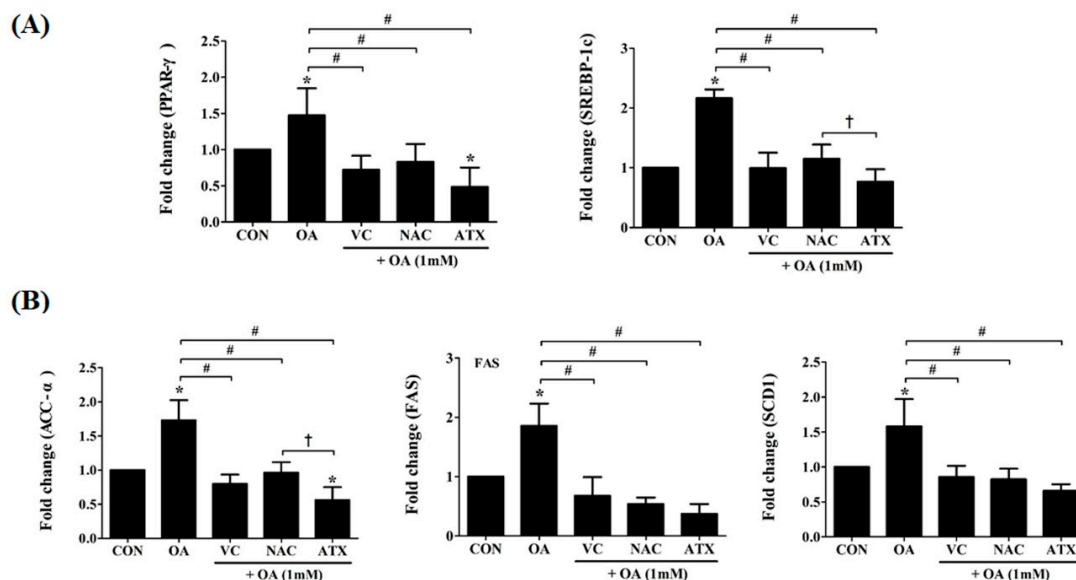 (A)
#
#
#
Fold change (PPAR-γ)
2.5
2.0
1.5
1.0
0.5
0.0
*
*
CON OA VC NAC ATX
+ OA (1mM)
#
#
#
Fold change (SREBP-1c)
3
2
1
0
*
†
CON OA VC NAC ATX
+ OA (1mM)
(B)
#
#
#
Fold change (ACC-α)
2.5
2.0
1.5
1.0
0.5
0.0
*
†
*
CON OA VC NAC ATX
+ OA (1mM)
FAS
#
#
#
Fold change (FAS)
3
2
1
0
*
CON OA VC NAC ATX
+ OA (1mM)
#
#
#
Fold change (SCD1)
2.5
2.0
1.5
1.0
0.5
0.0
*
CON OA VC NAC ATX
+ OA (1mM)